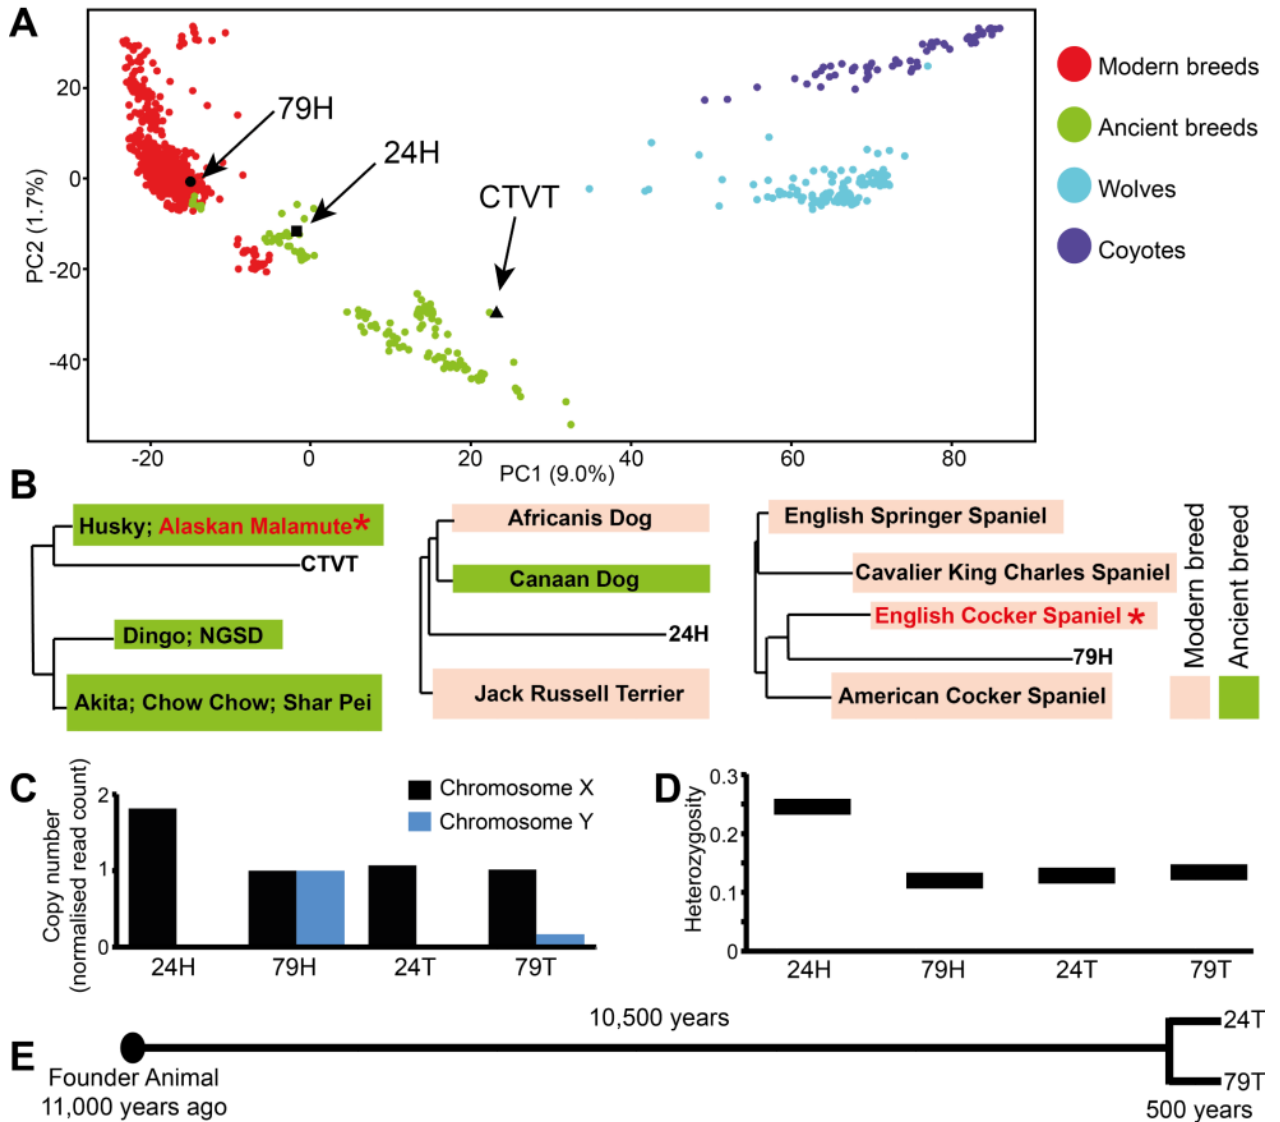 A
PC2 (1.7%)
20
0
-20
-40
79H
24H
CTVT
-20
0
20
40
60
80
PC1 (9.0%)
Modern breeds
Ancient breeds
Wolves
Coyotes
B
Husky; Alaskan Malamute*
CTVT
Dingo; NGSD
Akita; Chow Chow; Shar Pei
Africanis Dog
Canaan Dog
24H
Jack Russell Terrier
English Springer Spaniel
Cavalier King Charles Spaniel
English Cocker Spaniel *
79H
American Cocker Spaniel
Modern breed
Ancient breed
C
Copy number
(normalised read count)
2
1
0
Chromosome X
Chromosome Y
24H
79H
24T
79T
D
Heterozygosity
0.3
0.2
0.1
0
24H
79H
24T
79T
E
10,500 years
24T
Founder Animal
11,000 years ago
79T
500 years